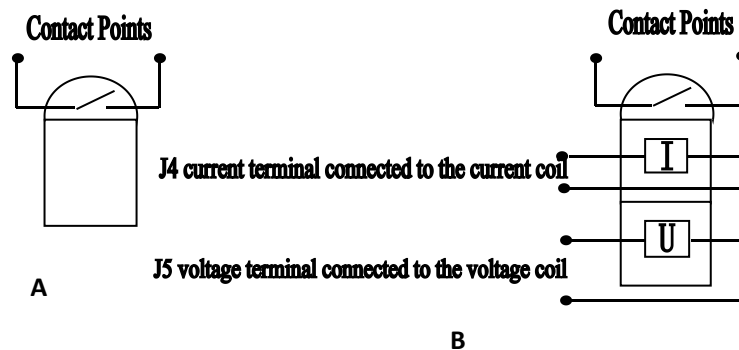 Contact Points
Contact Points
I
J4 current terminal connected to the current coil
U
J5 voltage terminal connected to the voltage coil
A
B